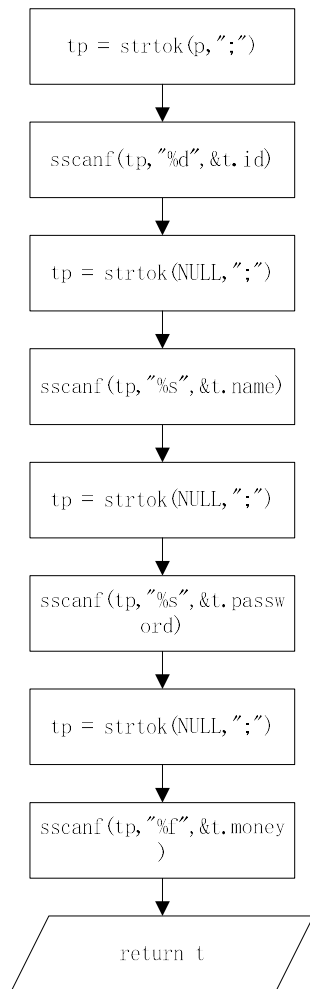 tp = strtok(p,";")
sscanf(tp,"%d",&t.id)
tp = strtok(NULL,";")
sscanf(tp,"%s",&t.name)
tp = strtok(NULL,";")
sscanf(tp,"%s",&t.passw
ord)
tp = strtok(NULL,";")
sscanf(tp,"%f",&t.money
)
return t